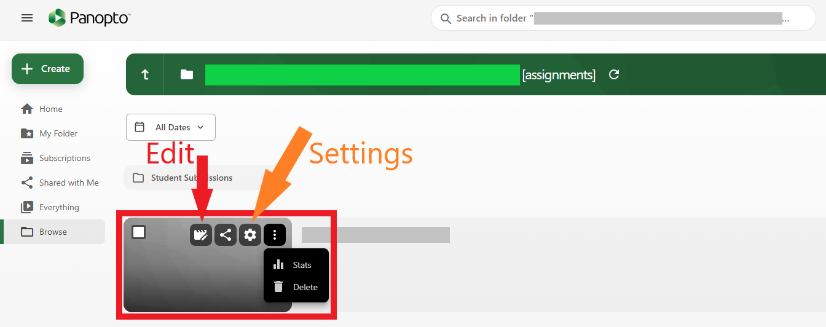 Panopto
Search in folder "
...
Create
[assignments]
Home
My Folder
Subscriptions
Shared with Me
Everything
Browse
All Dates
Edit
Settings
Student Submissions
Stats
Delete